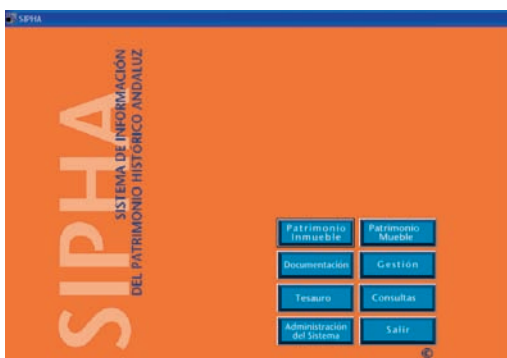 SIPHA
SIPHA
SISTEMA DE INFORMACIÓN
DEL PATRIMONIO HISTÓRICO ANDALUZ
Patrimonio
Inmueble
Patrimonio
Mueble
Documentación
Gestión
Tesauro
Consultas
Administración
del Sistema
Salir
©